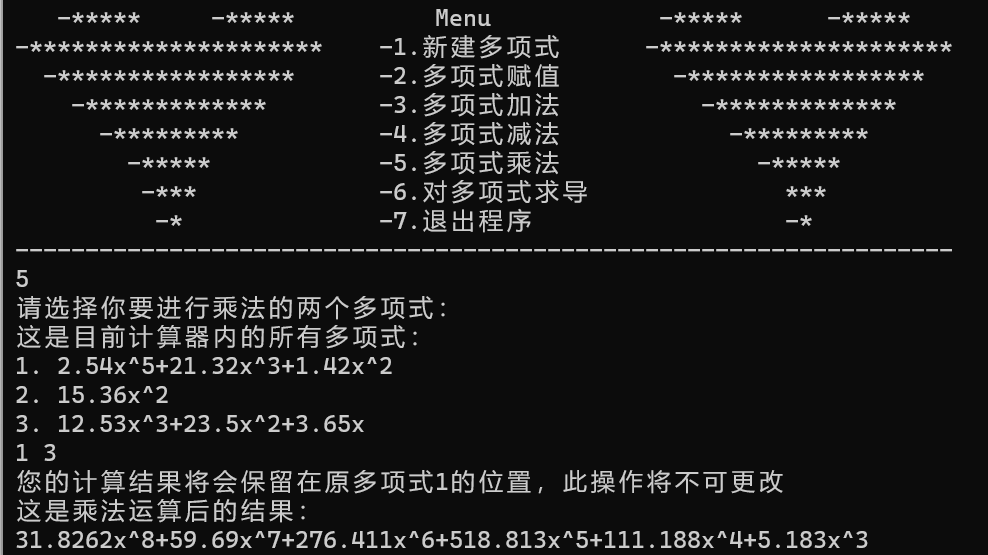 -***** -***** Menu -***** -*****
-********************* -1.新建多项式 -*********************
-***************** -2.多项式赋值 -*****************
-************* -3.多项式加法 -*************
-********* -4.多项式减法 -*********
-***** -5.多项式乘法 -*****
-*** -6.对多项式求导 ***
-* -7.退出程序 -*
-------------------------------------------------------------------
5
请选择你要进行乘法的两个多项式:
这是目前计算器内的所有多项式:
1. 2.54x^5+21.32x^3+1.42x^2
2. 15.36x^2
3. 12.53x^3+23.5x^2+3.65x
1 3
您的计算结果将会保留在原多项式1的位置，此操作将不可更改
这是乘法运算后的结果:
31.8262x^8+59.69x^7+276.411x^6+518.813x^5+111.188x^4+5.183x^3